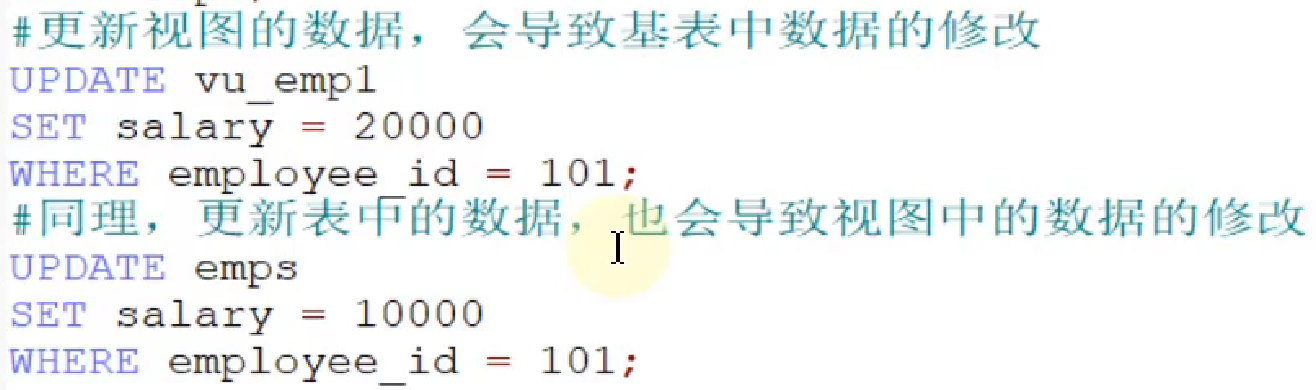 #更新视图的数据，会导致基表中数据的修改
UPDATE vu_emp1
SET salary = 20000
WHERE employee_id = 101;
#同理，更新表中的数据，也会导致视图中的数据的修改
UPDATE emps
SET salary = 10000
WHERE employee_id = 101;